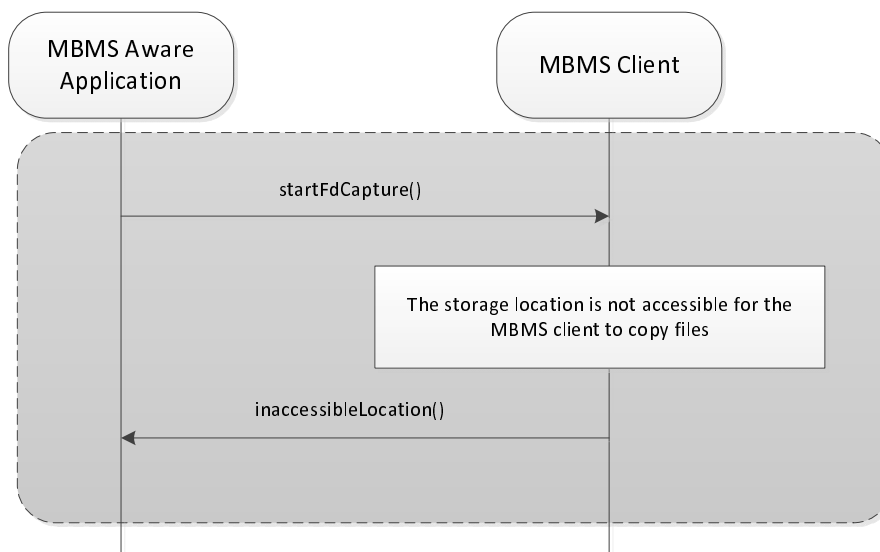 MBMS Aware
Application
MBMS Client
startFdCapture()
The storage location is not accessible for the
MBMS client to copy files
inaccessibleLocation()